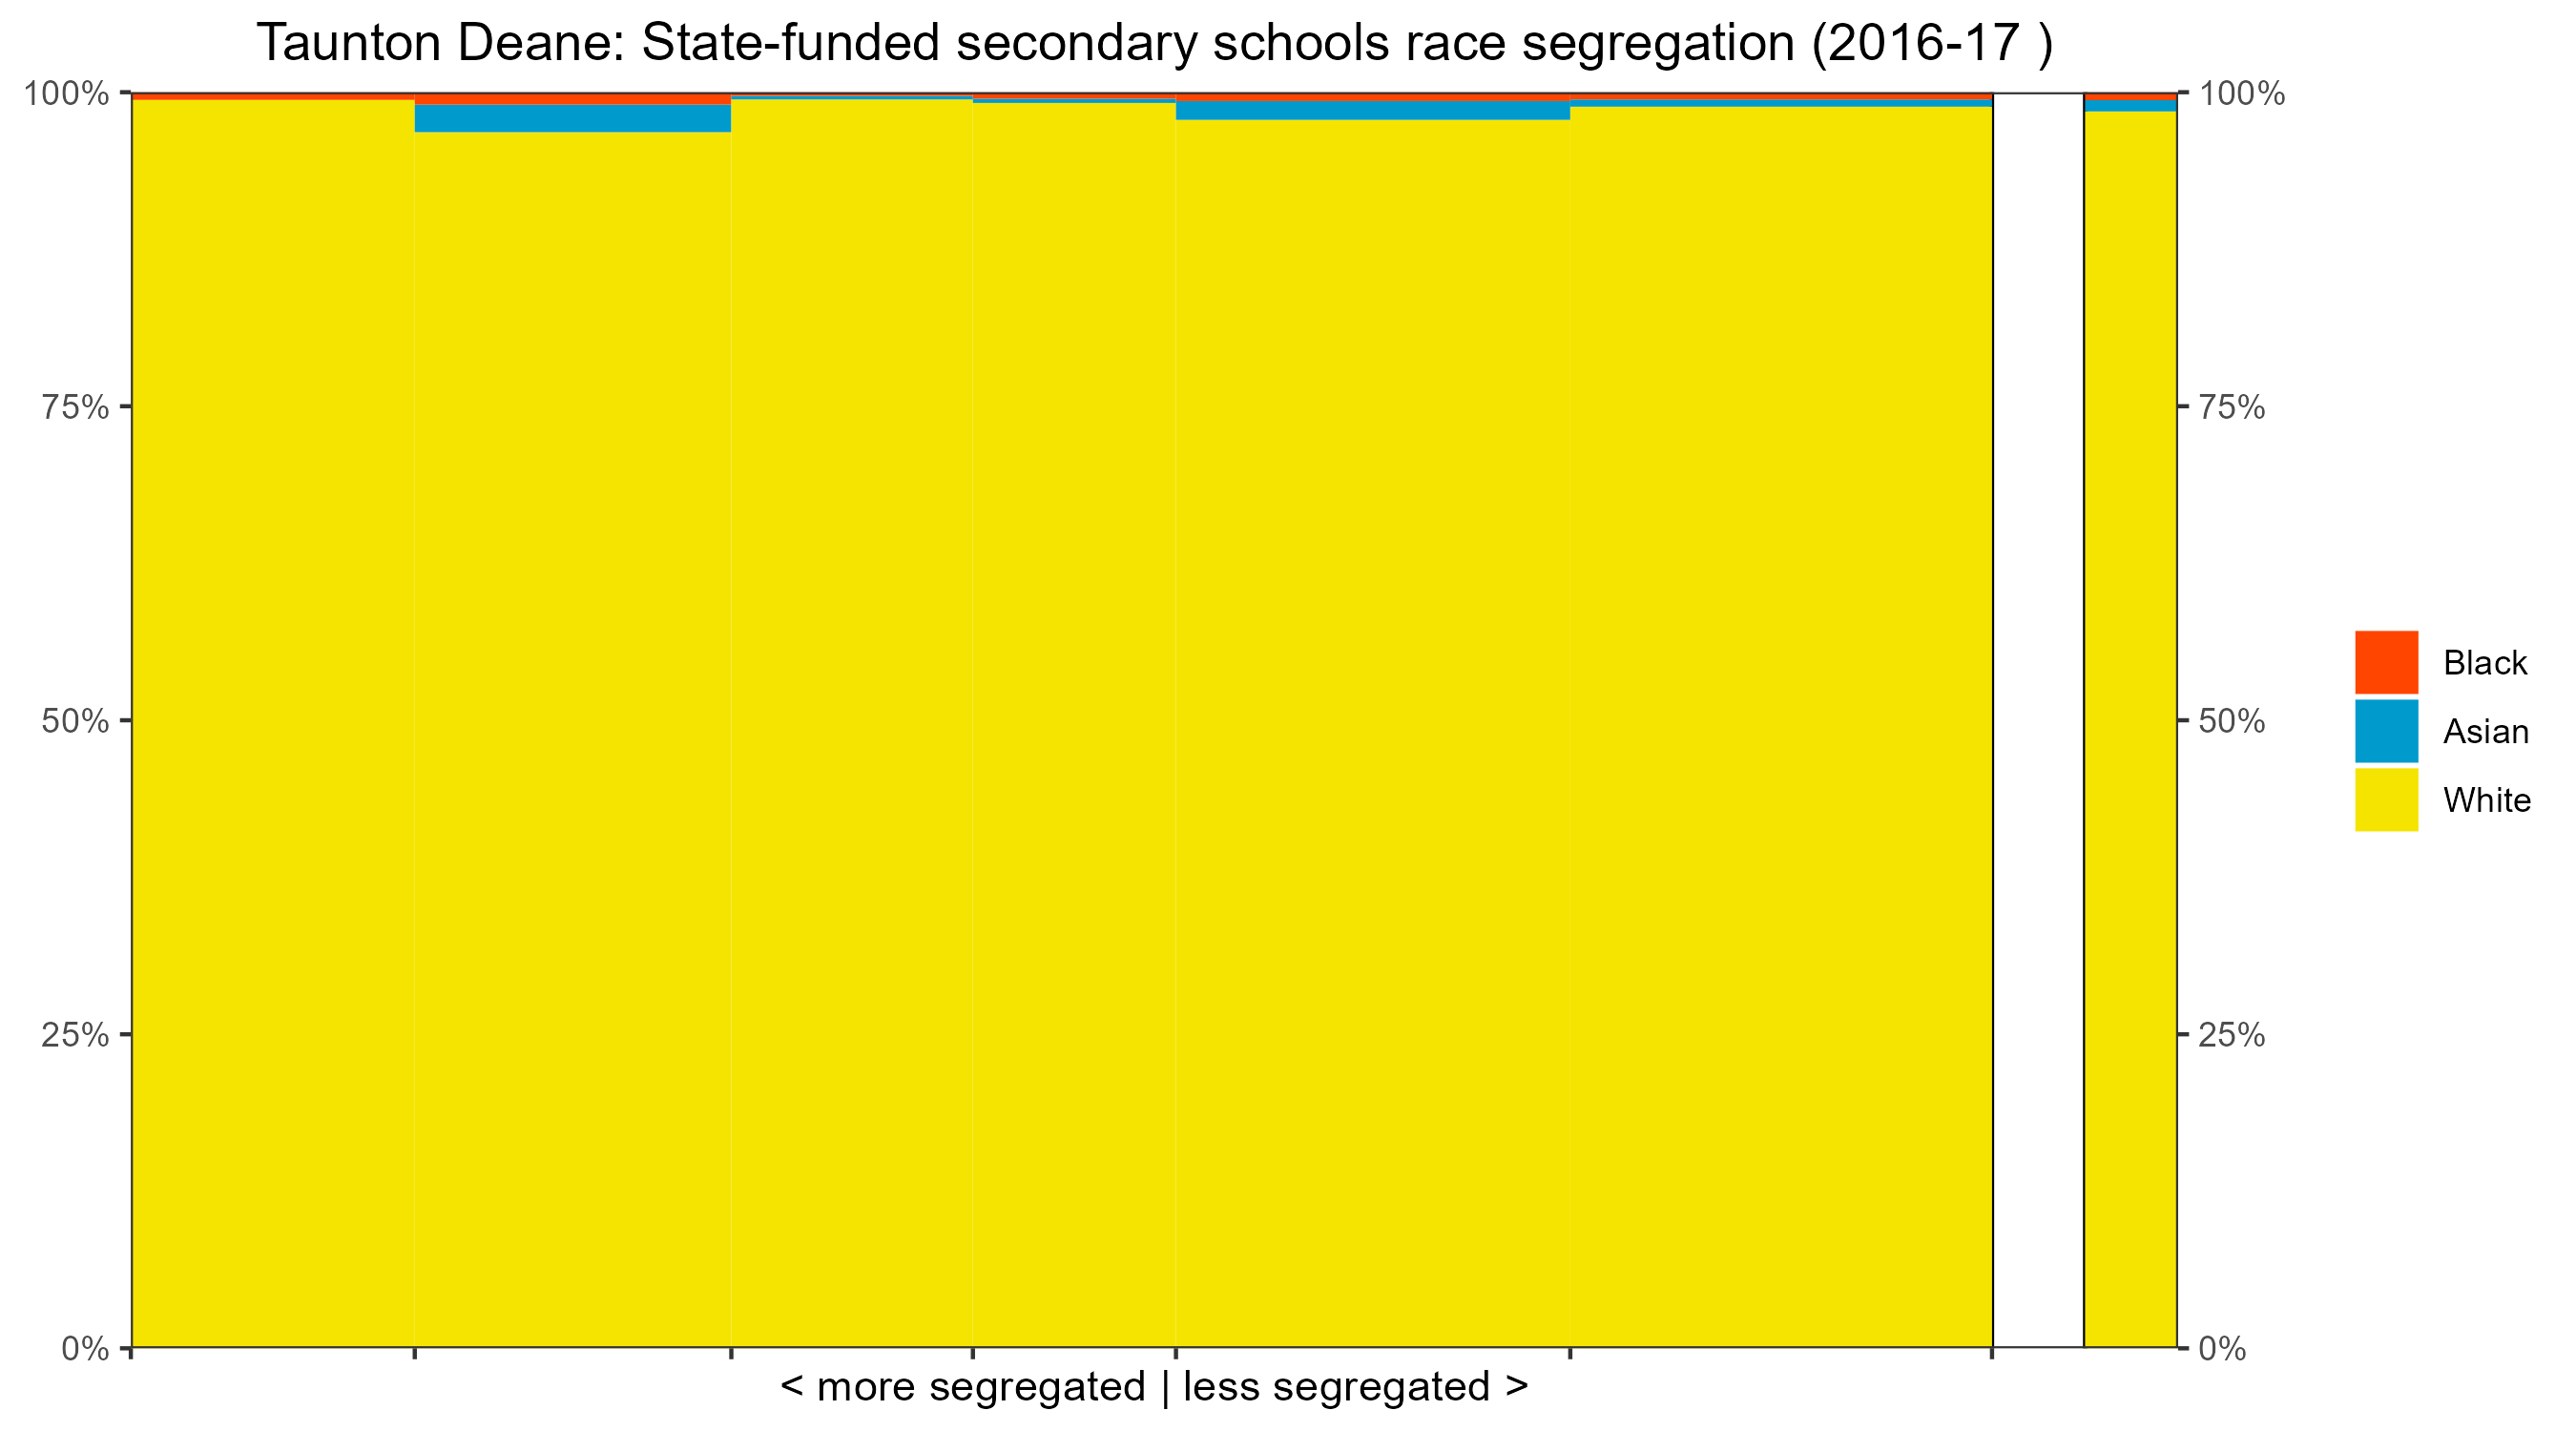 Taunton Deane: State-funded secondary schools race segregation (2016-17 )
100%
75%
50%
25%
0%
100%
75%
50%
25%
0%
Black
Asian
White
< more segregated | less segregated >